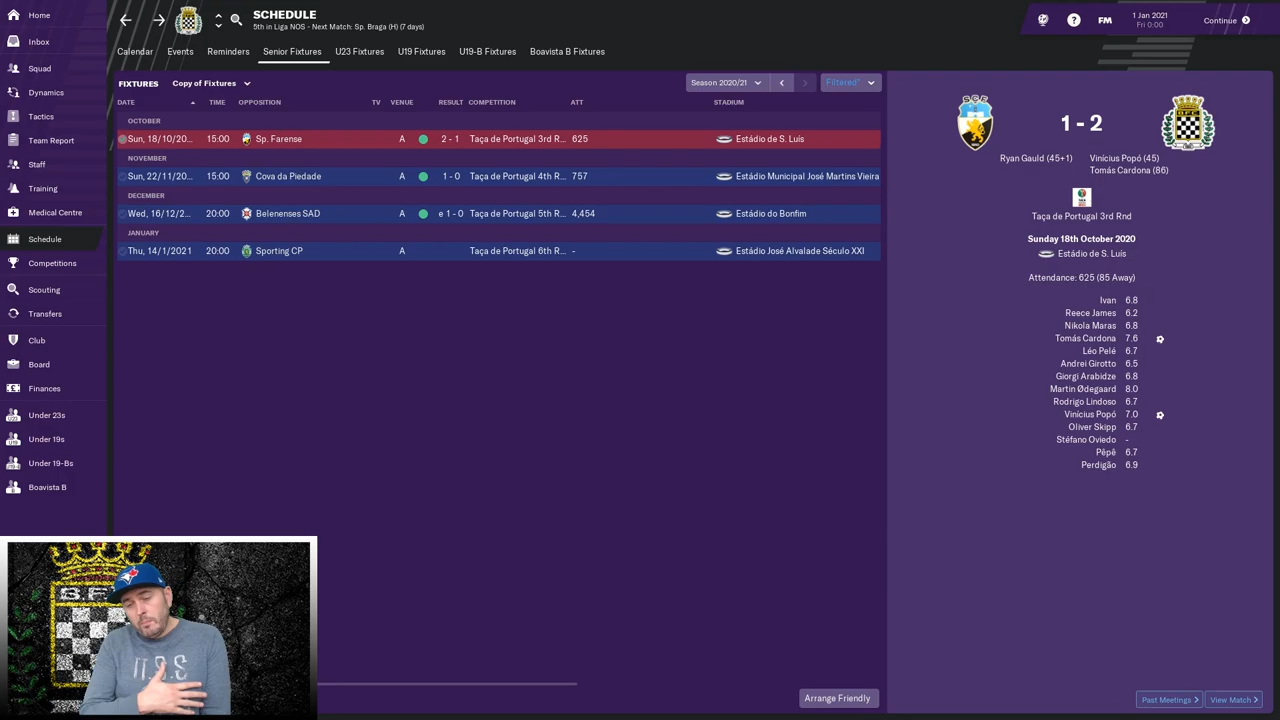 Home
Inbox
Squad
Dynamics
Tactics
Team Report
Staff
Training
Medical Centre
Schedule
Competitions
Scouting
Transfers
Club
Board
Finances
Under 23s
Under 19s
Under 19-Bs
Boavista B
SCHEDULE
5th in Liga NOS - Next Match: Sp. Braga (H) (7 days)
FM
1 Jan 2021
Fri 0:00
Continue
Calendar Events Reminders Senior Fixtures U23 Fixtures U19 Fixtures U19-B Fixtures Boavista B Fixtures
FIXTURES Copy of Fixtures Season 2020/21 Filtered*
DATE TIME OPPOSITION TV VENUE RESULT COMPETITION ATT STADIUM
OCTOBER
Sun, 18/10/20... 15:00 Sp. Farense A 2 - 1 Taça de Portugal 3rd R... 625 Estádio de S. Luís
NOVEMBER
Sun, 22/11/20... 15:00 Cova da Piedade A 1 - 0 Taça de Portugal 4th R... 757 Estádio Municipal José Martins Vieira
DECEMBER
Wed, 16/12/2... 20:00 Belenenses SAD A e 1 - 0 Taça de Portugal 5th R... 4,454 Estádio do Bonfim
JANUARY
Thu, 14/1/2021 20:00 Sporting CP A Taça de Portugal 6th R... - Estádio José Alvalade Século XXI
1 - 2
Ryan Gauld (45+1) Vinícius Popó (45)
Tomás Cardona (86)
Taça de Portugal 3rd Rnd
Sunday 18th October 2020
Estádio de S. Luís
Attendance: 625 (85 Away)
Ivan 6.8
Reece James 6.2
Nikola Maras 6.8
Tomás Cardona 7.6
Léo Pelé 6.7
Andrei Girotto 6.5
Giorgi Arabidze 6.8
Martin Ødegaard 8.0
Rodrigo Lindoso 6.7
Vinícius Popó 7.0
Oliver Skipp 6.7
Stéfano Oviedo -
Pêpê 6.7
Perdigão 6.9
Arrange Friendly
Past Meetings
View Match